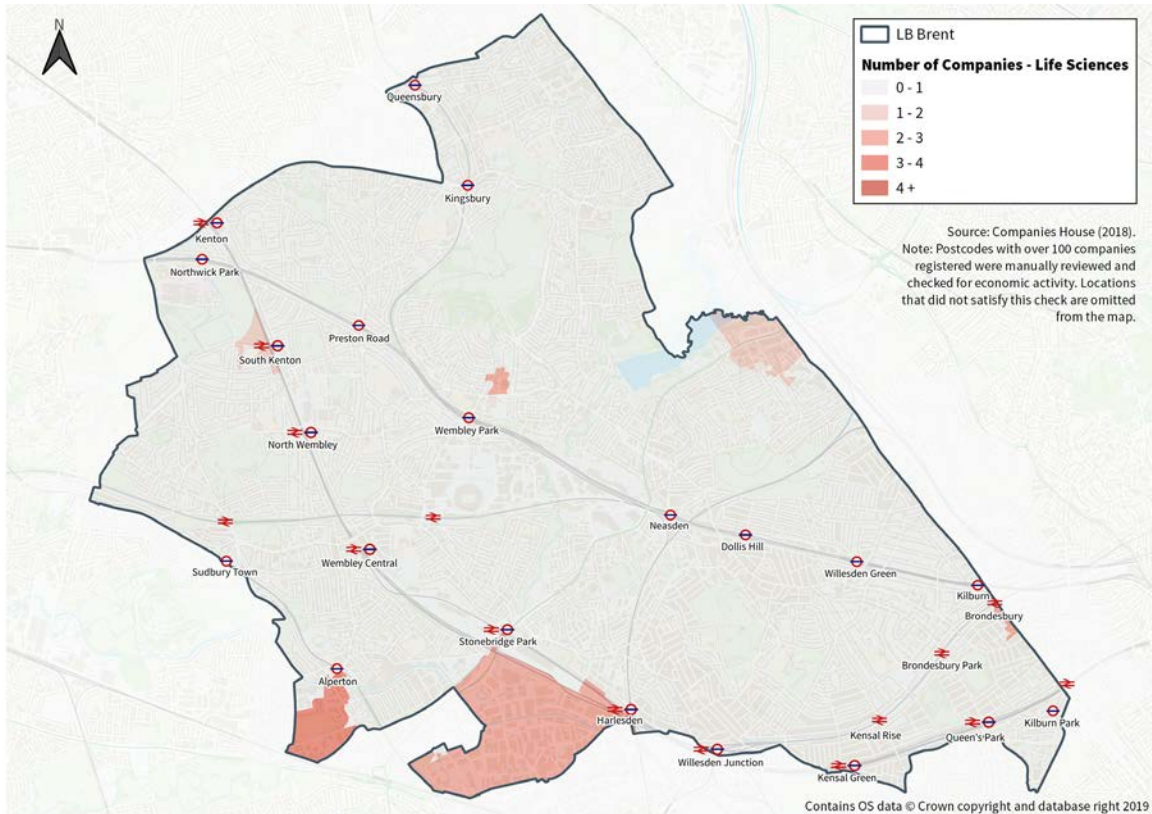 N
LB Brent
Number of Companies - Life Sciences
0 - 1
1 - 2
2 - 3
3 - 4
4 +
Source: Companies House (2018).
Note: Postcodes with over 100 companies
registered were manually reviewed and
checked for economic activity. Locations
that did not satisfy this check are omitted
from the map.
Queensbury
Kingsbury
Kenton
Northwick Park
Preston Road
South Kenton
Wembley Park
North Wembley
Neasden
Dollis Hill
Wembley Central
Sudbury Town
Willesden Green
Kilburn
Brondesbury
Stonebridge Park
Brondesbury Park
Alperton
Harlesden
Kensal Rise
Queen's Park
Kilburn Park
Willesden Junction
Kensal Green
Contains OS data © Crown copyright and database right 2019